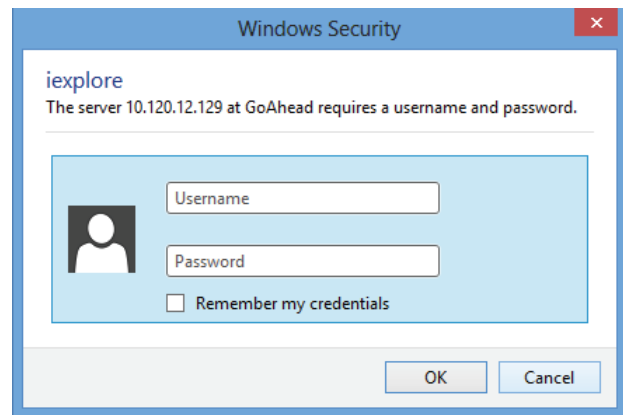 Windows Security
iexplore
The server 10.120.12.129 at GoAhead requires a username and password.
Username
Password
Remember my credentials
OK
Cancel